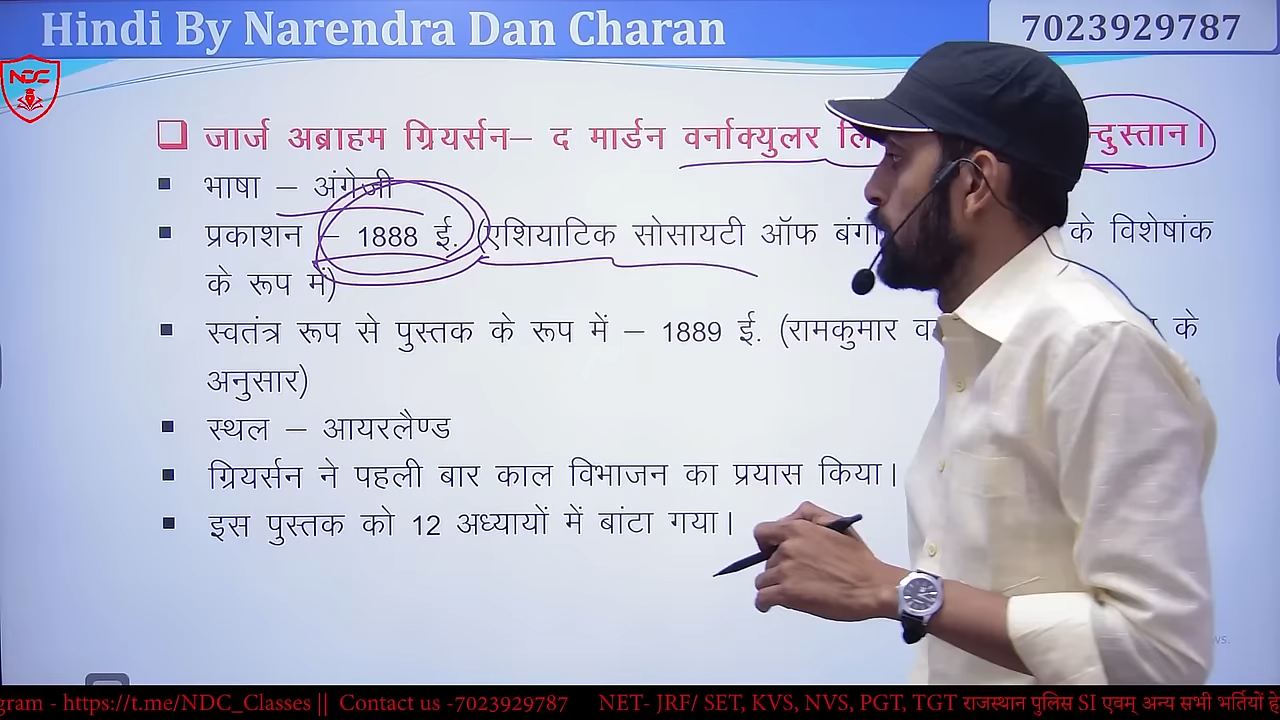 Hindi By Narendra Dan Charan
7023929787
NDC
❑ जार्ज अब्राहम ग्रियर्सन– द मार्डन वर्नाक्युलर लि न्दुस्तान।
▪ भाषा – अंगेजी
▪ प्रकाशन – 1888 ई. (एशियाटिक सोसायटी ऑफ बंगा के विशेषांक
के रूप में)
▪ स्वतंत्र रूप से पुस्तक के रूप में – 1889 ई. (रामकुमार व के
अनुसार)
▪ स्थल – आयरलैण्ड
▪ ग्रियर्सन ने पहली बार काल विभाजन का प्रयास किया।
▪ इस पुस्तक को 12 अध्यायों में बांटा गया।
ws.
gram - https://t.me/NDC_Classes || Contact us -7023929787 NET- JRF/ SET, KVS, NVS, PGT, TGT राजस्थान पुलिस SI एवम् अन्य सभी भर्तियों हे